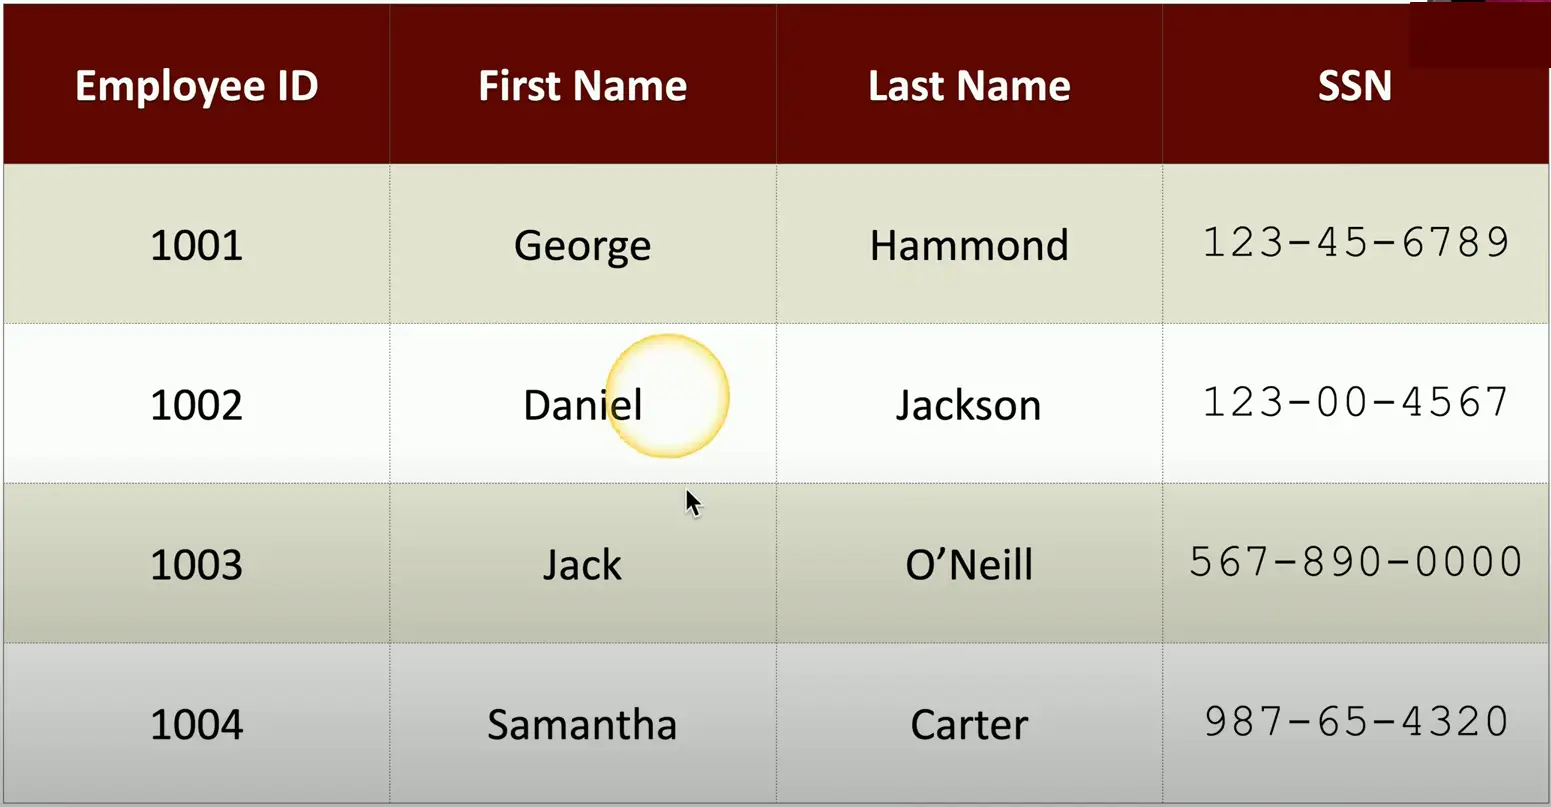 Employee ID First Name Last Name SSN
1001 George Hammond 123-45-6789
1002 Daniel Jackson 123-00-4567
1003 Jack O’Neill 567-890-0000
1004 Samantha Carter 987-65-4320